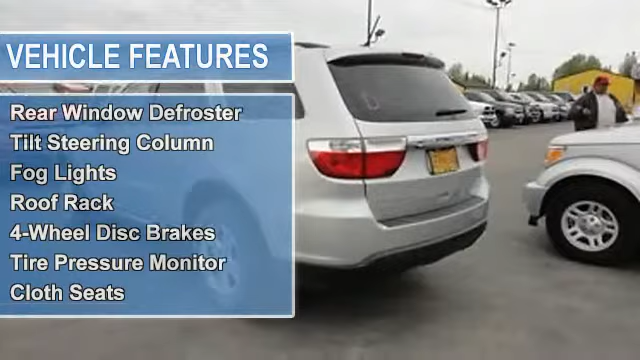 VEHICLE FEATURES
Rear Window Defroster
Tilt Steering Column
Fog Lights
Roof Rack
4-Wheel Disc Brakes
Tire Pressure Monitor
Cloth Seats